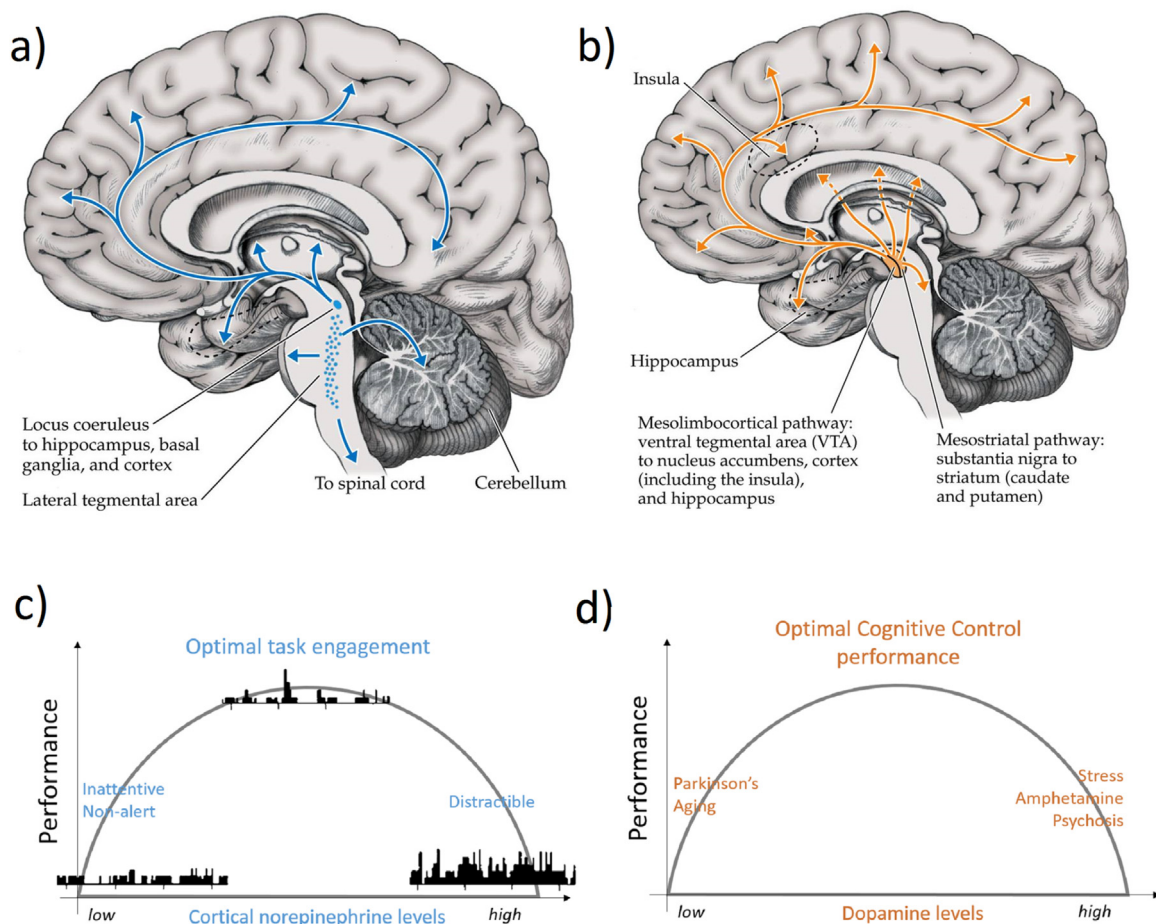 a)
Locus coeruleus
to hippocampus, basal
ganglia, and cortex
Lateral tegmental area
To spinal cord
Cerebellum
b)
Insula
Hippocampus
Mesolimbocortical pathway:
ventral tegmental area (VTA)
to nucleus accumbens, cortex
(including the insula),
and hippocampus
Mesostriatal pathway:
substantia nigra to
striatum (caudate
and putamen)
c)
Optimal task engagement
Performance
Inattentive
Non-alert
Distractible
low
Cortical norepinephrine levels
high
d)
Optimal Cognitive Control
performance
Performance
Parkinson's
Aging
Stress
Amphetamine
Psychosis
low
Dopamine levels
high